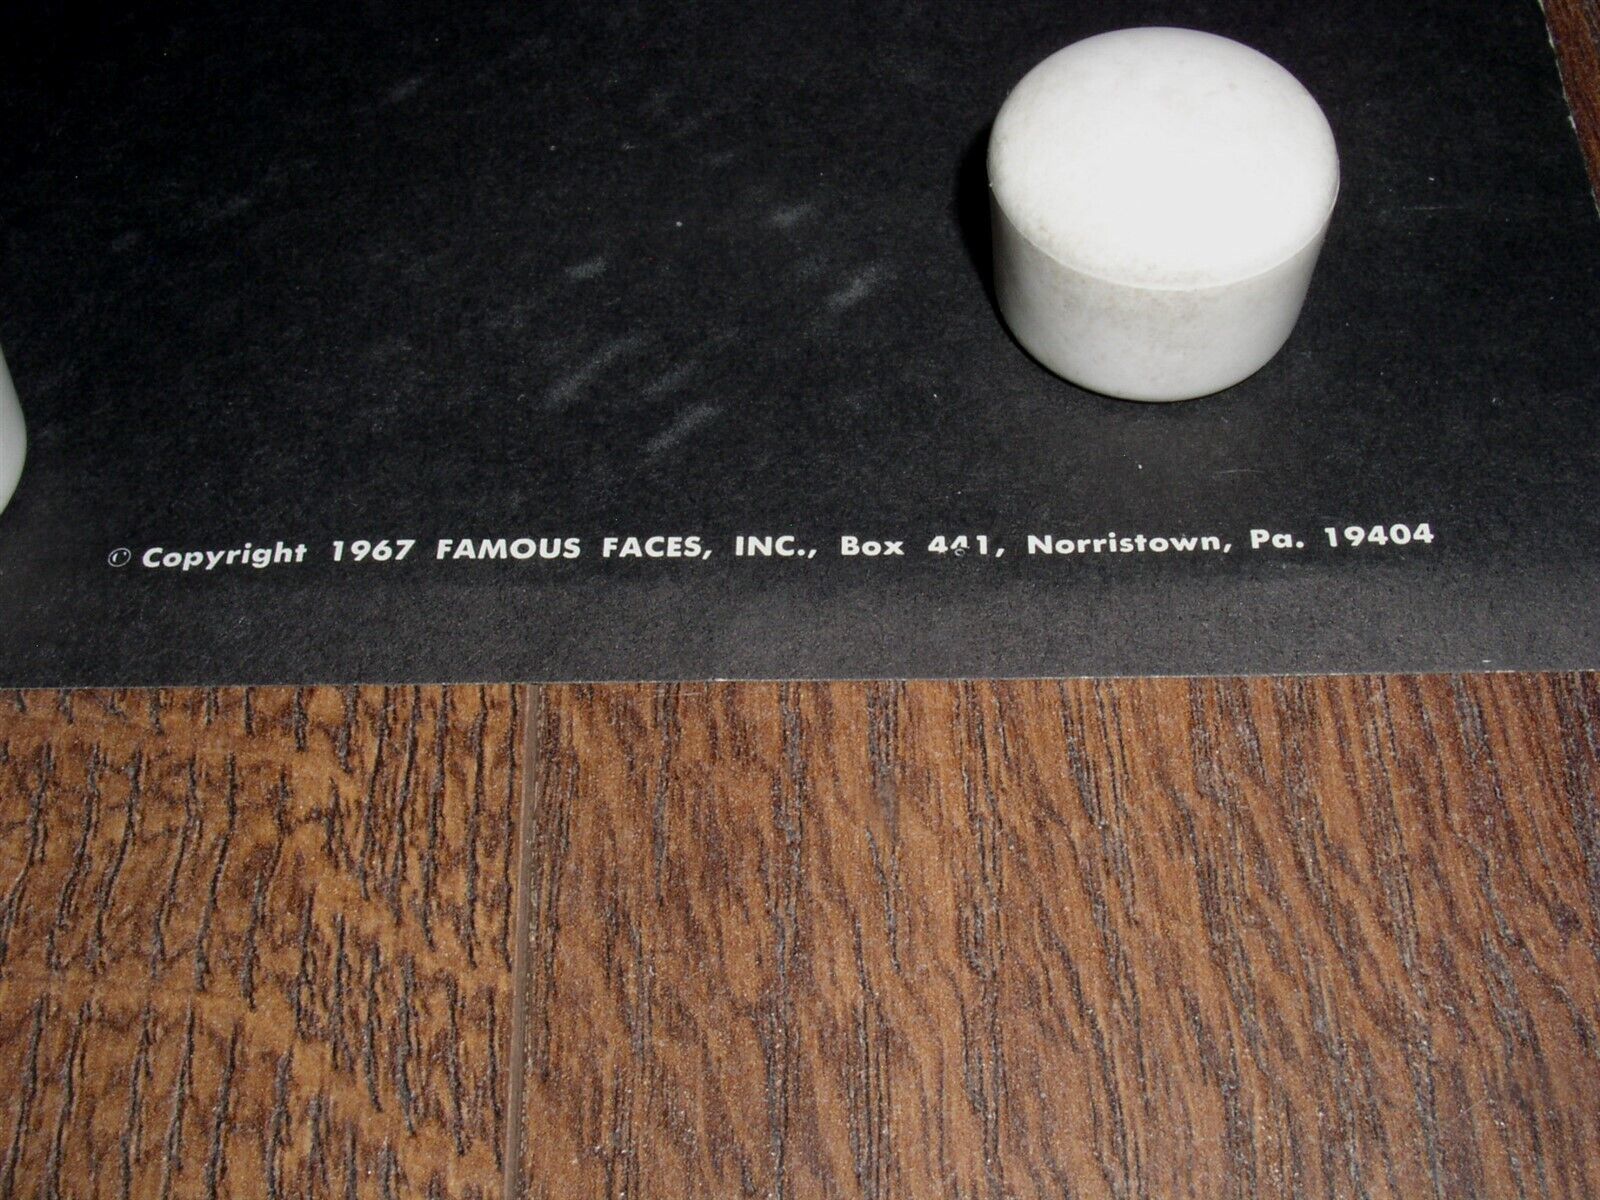 © Copyright 1967 FAMOUS FACES, INC., Box 441, Norristown, Pa. 19404